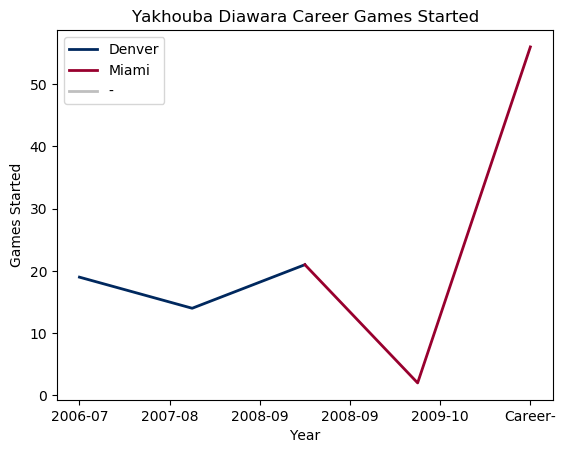 Yakhouba Diawara Career Games Started
Denver
Miami
-
Games Started
50
40
30
20
10
0
2006-07 2007-08 2008-09 2008-09 2009-10 Career-
Year